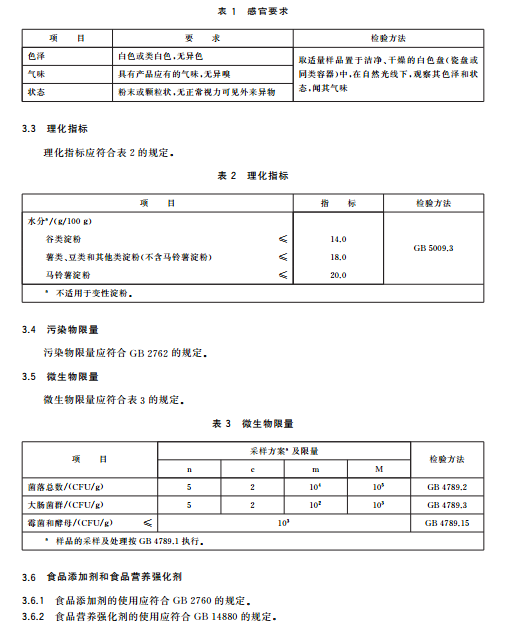 表 1 感官要求
项 目 要 求 检验方法
色泽 白色或类白色,无异色
取适量样品置于洁净、干燥的白色盘(瓷盘或
气味 具有产品应有的气味,无异嗅
同类容器)中,在自然光线下,观察其色泽和状
态,闻其气味
状态 粉末或颗粒状,无正常视力可见外来异物
3.3 理化指标
理化指标应符合表 2 的规定。
表 2 理化指标
项 目 指 标 检验方法
水分ᵃ/(g/100 g)
谷类淀粉 ≤ 14.0
GB 5009.3
薯类、豆类和其他类淀粉(不含马铃薯淀粉) ≤ 18.0
马铃薯淀粉 ≤ 20.0
ᵃ 不适用于变性淀粉。
3.4 污染物限量
污染物限量应符合 GB 2762 的规定。
3.5 微生物限量
微生物限量应符合表 3 的规定。
表 3 微生物限量
项 目 采样方案ᵃ及限量 检验方法
n c m M
菌落总数/(CFU/g) 5 2 10⁴ 10⁵ GB 4789.2
大肠菌群/(CFU/g) 5 2 10² 10³ GB 4789.3
霉菌和酵母/(CFU/g) ≤ 10³ GB 4789.15
ᵃ 样品的采样及处理按 GB 4789.1 执行。
3.6 食品添加剂和食品营养强化剂
3.6.1 食品添加剂的使用应符合 GB 2760 的规定。
3.6.2 食品营养强化剂的使用应符合 GB 14880 的规定。